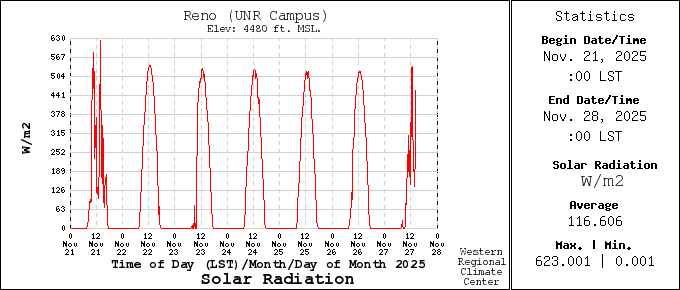 Reno (UNR Campus)
Elev: 4480 ft. MSL.
W/m2
630
567
504
441
378
315
252
189
126
63
0
0 12 0 12 0 12 0 12 0 12 0 12 0 12 0
Nov Nov Nov Nov Nov Nov Nov Nov Nov Nov Nov Nov Nov Nov Nov
21 21 22 22 23 23 24 24 25 25 26 26 27 27 28
Time of Day (LST)/Month/Day of Month 2025
Solar Radiation
Western
Regional
Climate
Center
Statistics
Begin Date/Time
Nov. 21, 2025
:00 LST
End Date/Time
Nov. 28, 2025
:00 LST
Solar Radiation
W/m2
Average
116.606
Max. | Min.
623.001 | 0.001